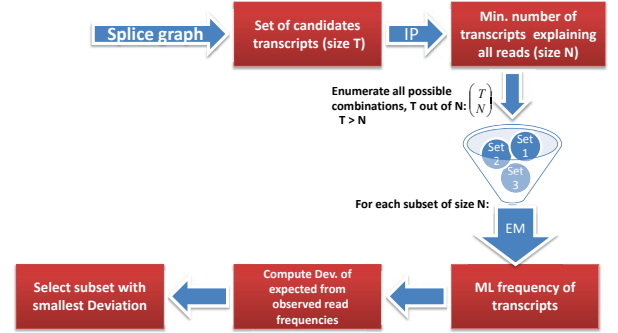 Splice graph
Set of candidates
transcripts (size T)
IP
Min. number of
transcripts explaining
all reads (size N)
Enumerate all possible
combinations, T out of N:
T > N
(T
N)
Set
1
Set
2
Set
3
For each subset of size N:
EM
ML frequency of
transcripts
Compute Dev. of
expected from
observed read
frequencies
Select subset with
smallest Deviation